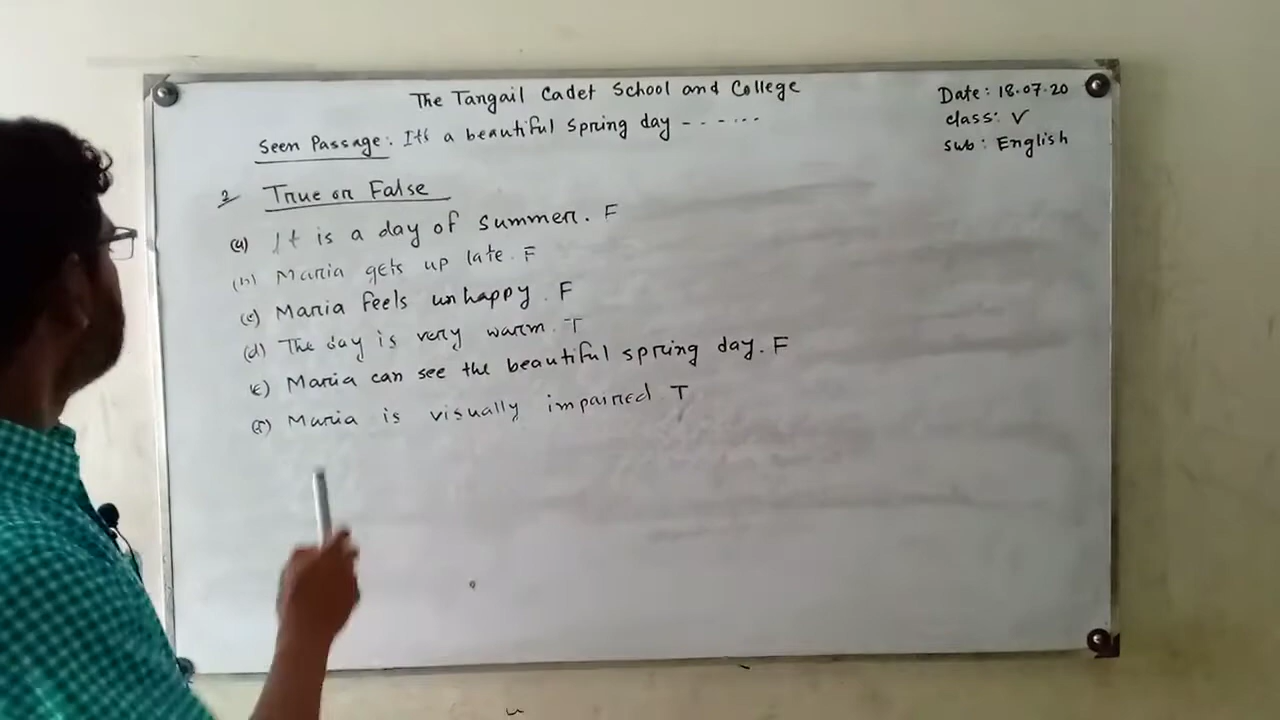 The Tangail Cadet School and College
Date: 18.07.20
Seen Passage: It's a beautiful spring day - - - - - -
class: V
sub: English
2 True or False
(a) It is a day of summer. F
(b) Maria gets up late. F
(c) Maria feels unhappy. F
(d) The day is very warm. T
(e) Maria can see the beautiful spring day. F
(f) Maria is visually impaired T